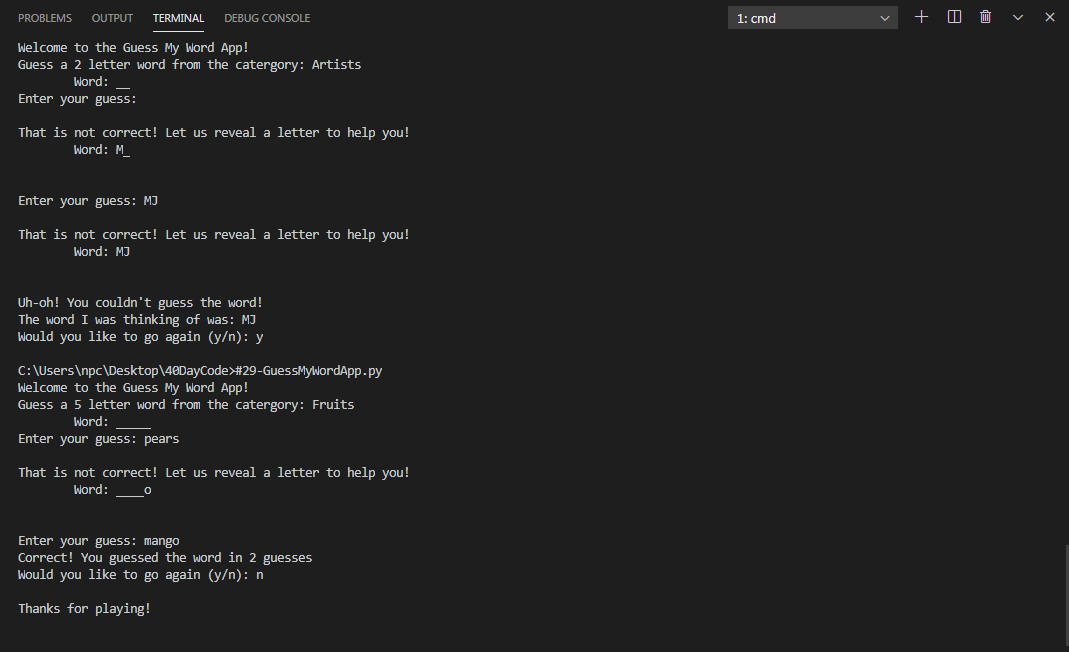 PROBLEMS OUTPUT TERMINAL DEBUG CONSOLE 1: cmd
Welcome to the Guess My Word App!
Guess a 2 letter word from the catergory: Artists
Word: __
Enter your guess:
That is not correct! Let us reveal a letter to help you!
Word: M_
Enter your guess: MJ
That is not correct! Let us reveal a letter to help you!
Word: MJ
Uh-oh! You couldn't guess the word!
The word I was thinking of was: MJ
Would you like to go again (y/n): y
C:\Users\npc\Desktop\40DayCode>#29-GuessMyWordApp.py
Welcome to the Guess My Word App!
Guess a 5 letter word from the catergory: Fruits
Word: _____
Enter your guess: pears
That is not correct! Let us reveal a letter to help you!
Word: ____o
Enter your guess: mango
Correct! You guessed the word in 2 guesses
Would you like to go again (y/n): n
Thanks for playing!